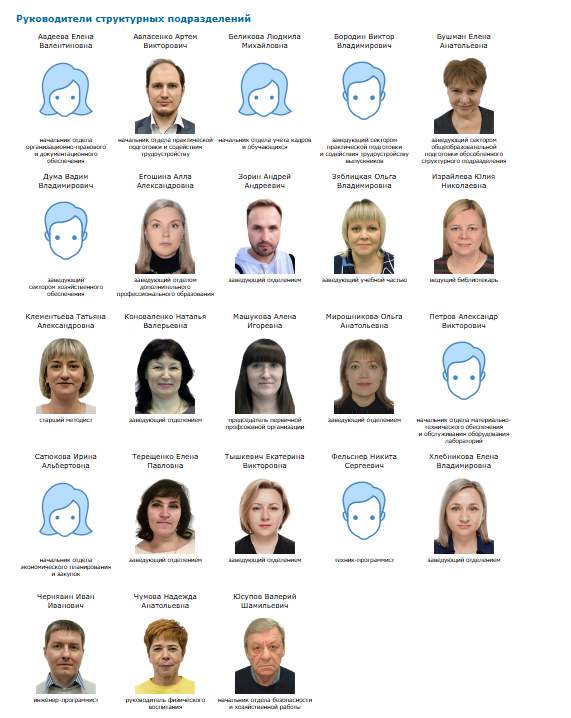 Руководители структурных подразделений
Авдеева Елена
Валентиновна
начальник отдела
организационно-правового
и документационного
обеспечения
Авласенко Артем
Викторович
начальник отдела практической
подготовки и содействия
трудоустройству
Беликова Людмила
Михайловна
начальник отдела учёта кадров
и обучающихся
Бородин Виктор
Владимирович
заведующий сектором
практической подготовки
и содействия трудоустройству
выпускников
Бушман Елена
Анатольевна
заведующий сектором
общеобразовательной
подготовки обособленного
структурного подразделения
Дума Вадим
Владимирович
заведующий
сектором хозяйственного
обеспечения
Егошина Алла
Александровна
заведующий отделом
дополнительного
профессионального образования
Зорин Андрей
Андреевич
заведующий отделением
Зяблицкая Ольга
Владимировна
заведующий учебной частью
Израйлева Юлия
Николаевна
ведущий библиотекарь
Клементьева Татьяна
Александровна
старший методист
Коноваленко Наталья
Валерьевна
заведующий отделением
Машукова Алена
Игоревна
председатель первичной
профсоюзной организации
Мирошникова Ольга
Анатольевна
заведующий отделением
Петров Александр
Викторович
начальник отдела материально-
технического обеспечения
и обслуживания оборудования
лабораторий
Сатюкова Ирина
Альбертовна
начальник отдела
экономического планирования
и закупок
Терещенко Елена
Павловна
заведующий отделением
Тышкевич Екатерина
Викторовна
заведующий отделением
Фельснер Никита
Сергеевич
техник-программист
Хлебникова Елена
Владимировна
заведующий отделением
Чернявин Иван
Иванович
инженер-программист
Чумова Надежда
Анатольевна
руководитель физического
воспитания
Юсупов Валерий
Шамильевич
начальник отдела безопасности
и хозяйственной работы